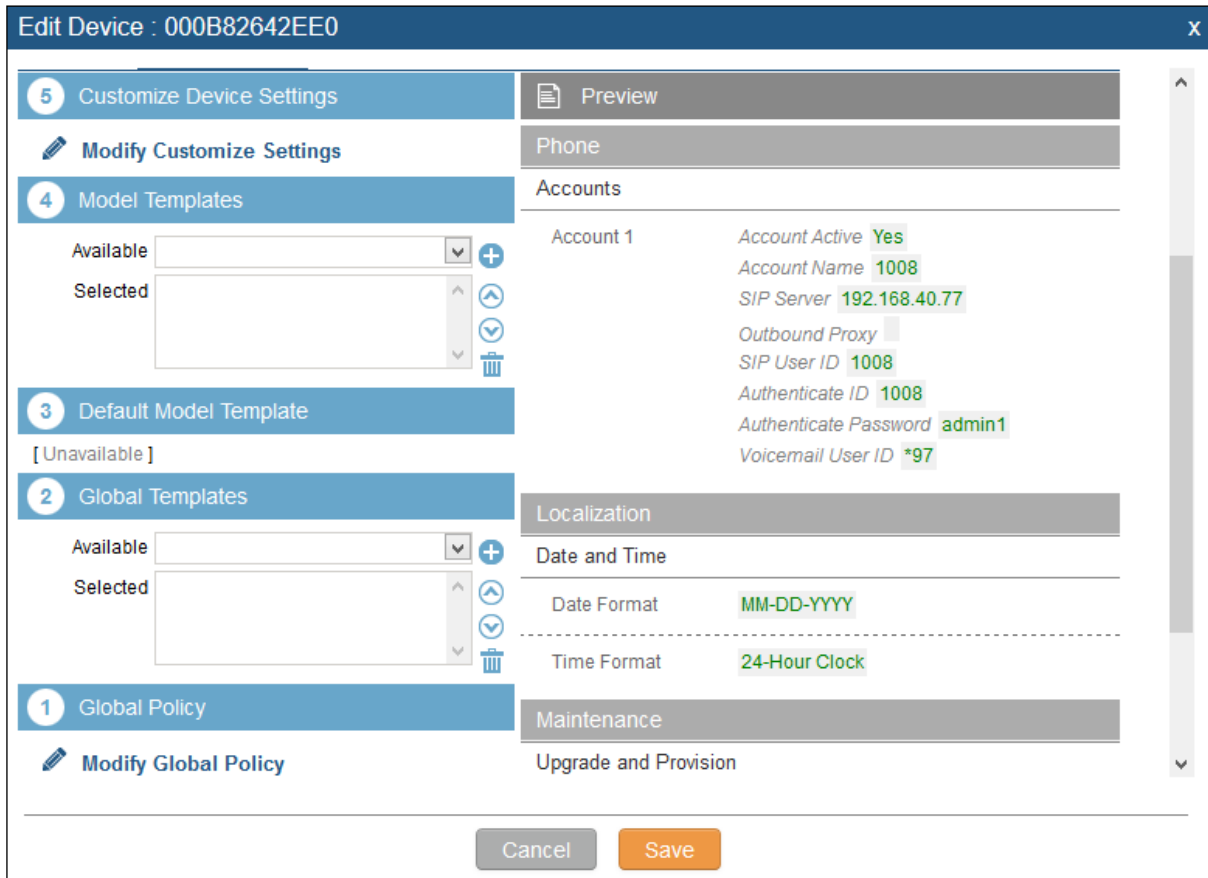 Edit Device : 000B82642EE0
x
5 Customize Device Settings
Modify Customize Settings
4 Model Templates
Available
Selected
3 Default Model Template
[ Unavailable ]
2 Global Templates
Available
Selected
1 Global Policy
Modify Global Policy
Preview
Phone
Accounts
Account 1
Account Active Yes
Account Name 1008
SIP Server 192.168.40.77
Outbound Proxy
SIP User ID 1008
Authenticate ID 1008
Authenticate Password admin1
Voicemail User ID *97
Localization
Date and Time
Date Format MM-DD-YYYY
Time Format 24-Hour Clock
Maintenance
Upgrade and Provision
Cancel
Save